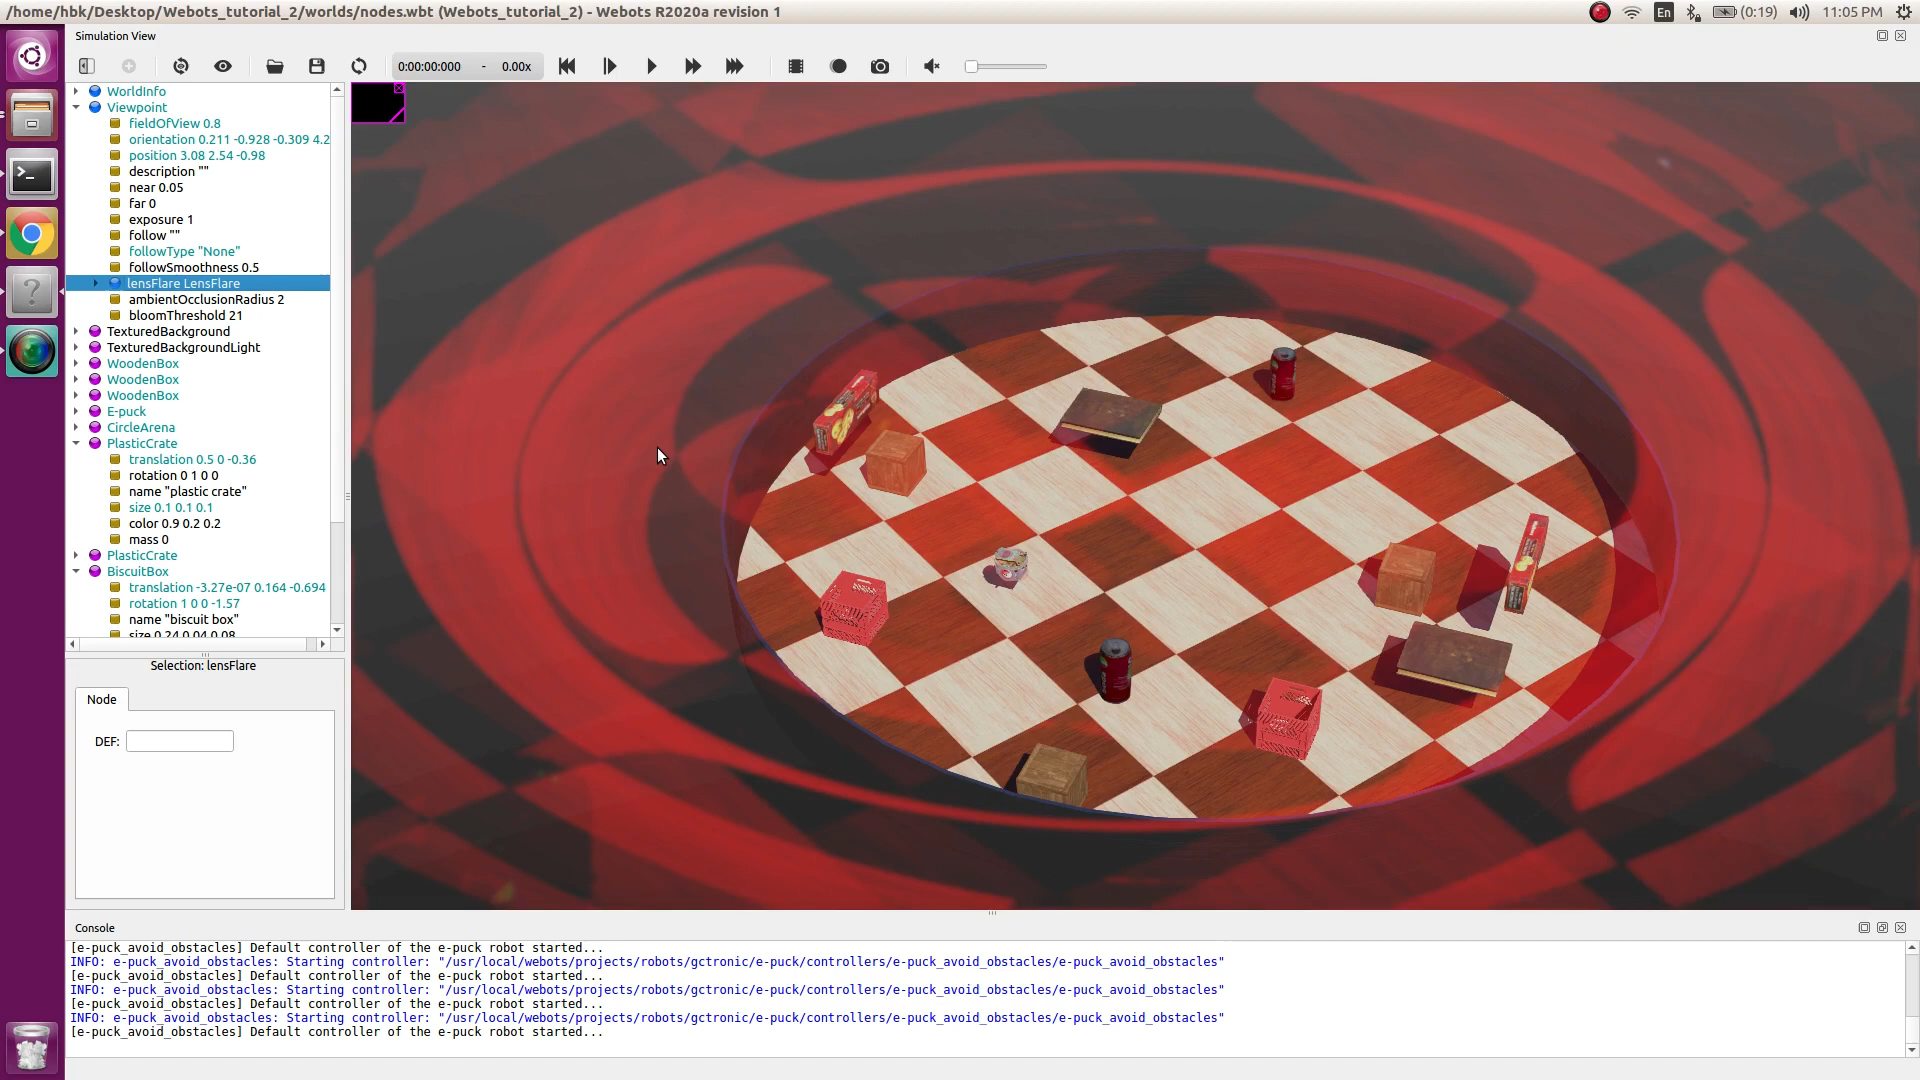 /home/hbk/Desktop/Webots_tutorial_2/worlds/nodes.wbt (Webots_tutorial_2) - Webots R2020a revision 1
En
(0:19)
11:05 PM
Simulation View
0:00:00:000 - 0.00x
WorldInfo
Viewpoint
fieldOfView 0.8
orientation 0.211 -0.928 -0.309 4.2
position 3.08 2.54 -0.98
description ""
near 0.05
far 0
exposure 1
follow ""
followType "None"
followSmoothness 0.5
lensFlare LensFlare
ambientOcclusionRadius 2
bloomThreshold 21
TexturedBackground
TexturedBackgroundLight
WoodenBox
WoodenBox
WoodenBox
E-puck
CircleArena
PlasticCrate
translation 0.5 0 -0.36
rotation 0 1 0 0
name "plastic crate"
size 0.1 0.1 0.1
color 0.9 0.2 0.2
mass 0
PlasticCrate
BiscuitBox
translation -3.27e-07 0.164 -0.694
rotation 1 0 0 -1.57
name "biscuit box"
size 0.24 0.04 0.08
Selection: lensFlare
Node
DEF:
Console
[e-puck_avoid_obstacles] Default controller of the e-puck robot started...
INFO: e-puck_avoid_obstacles: Starting controller: "/usr/local/webots/projects/robots/gctronic/e-puck/controllers/e-puck_avoid_obstacles/e-puck_avoid_obstacles"
[e-puck_avoid_obstacles] Default controller of the e-puck robot started...
INFO: e-puck_avoid_obstacles: Starting controller: "/usr/local/webots/projects/robots/gctronic/e-puck/controllers/e-puck_avoid_obstacles/e-puck_avoid_obstacles"
[e-puck_avoid_obstacles] Default controller of the e-puck robot started...
INFO: e-puck_avoid_obstacles: Starting controller: "/usr/local/webots/projects/robots/gctronic/e-puck/controllers/e-puck_avoid_obstacles/e-puck_avoid_obstacles"
[e-puck_avoid_obstacles] Default controller of the e-puck robot started...